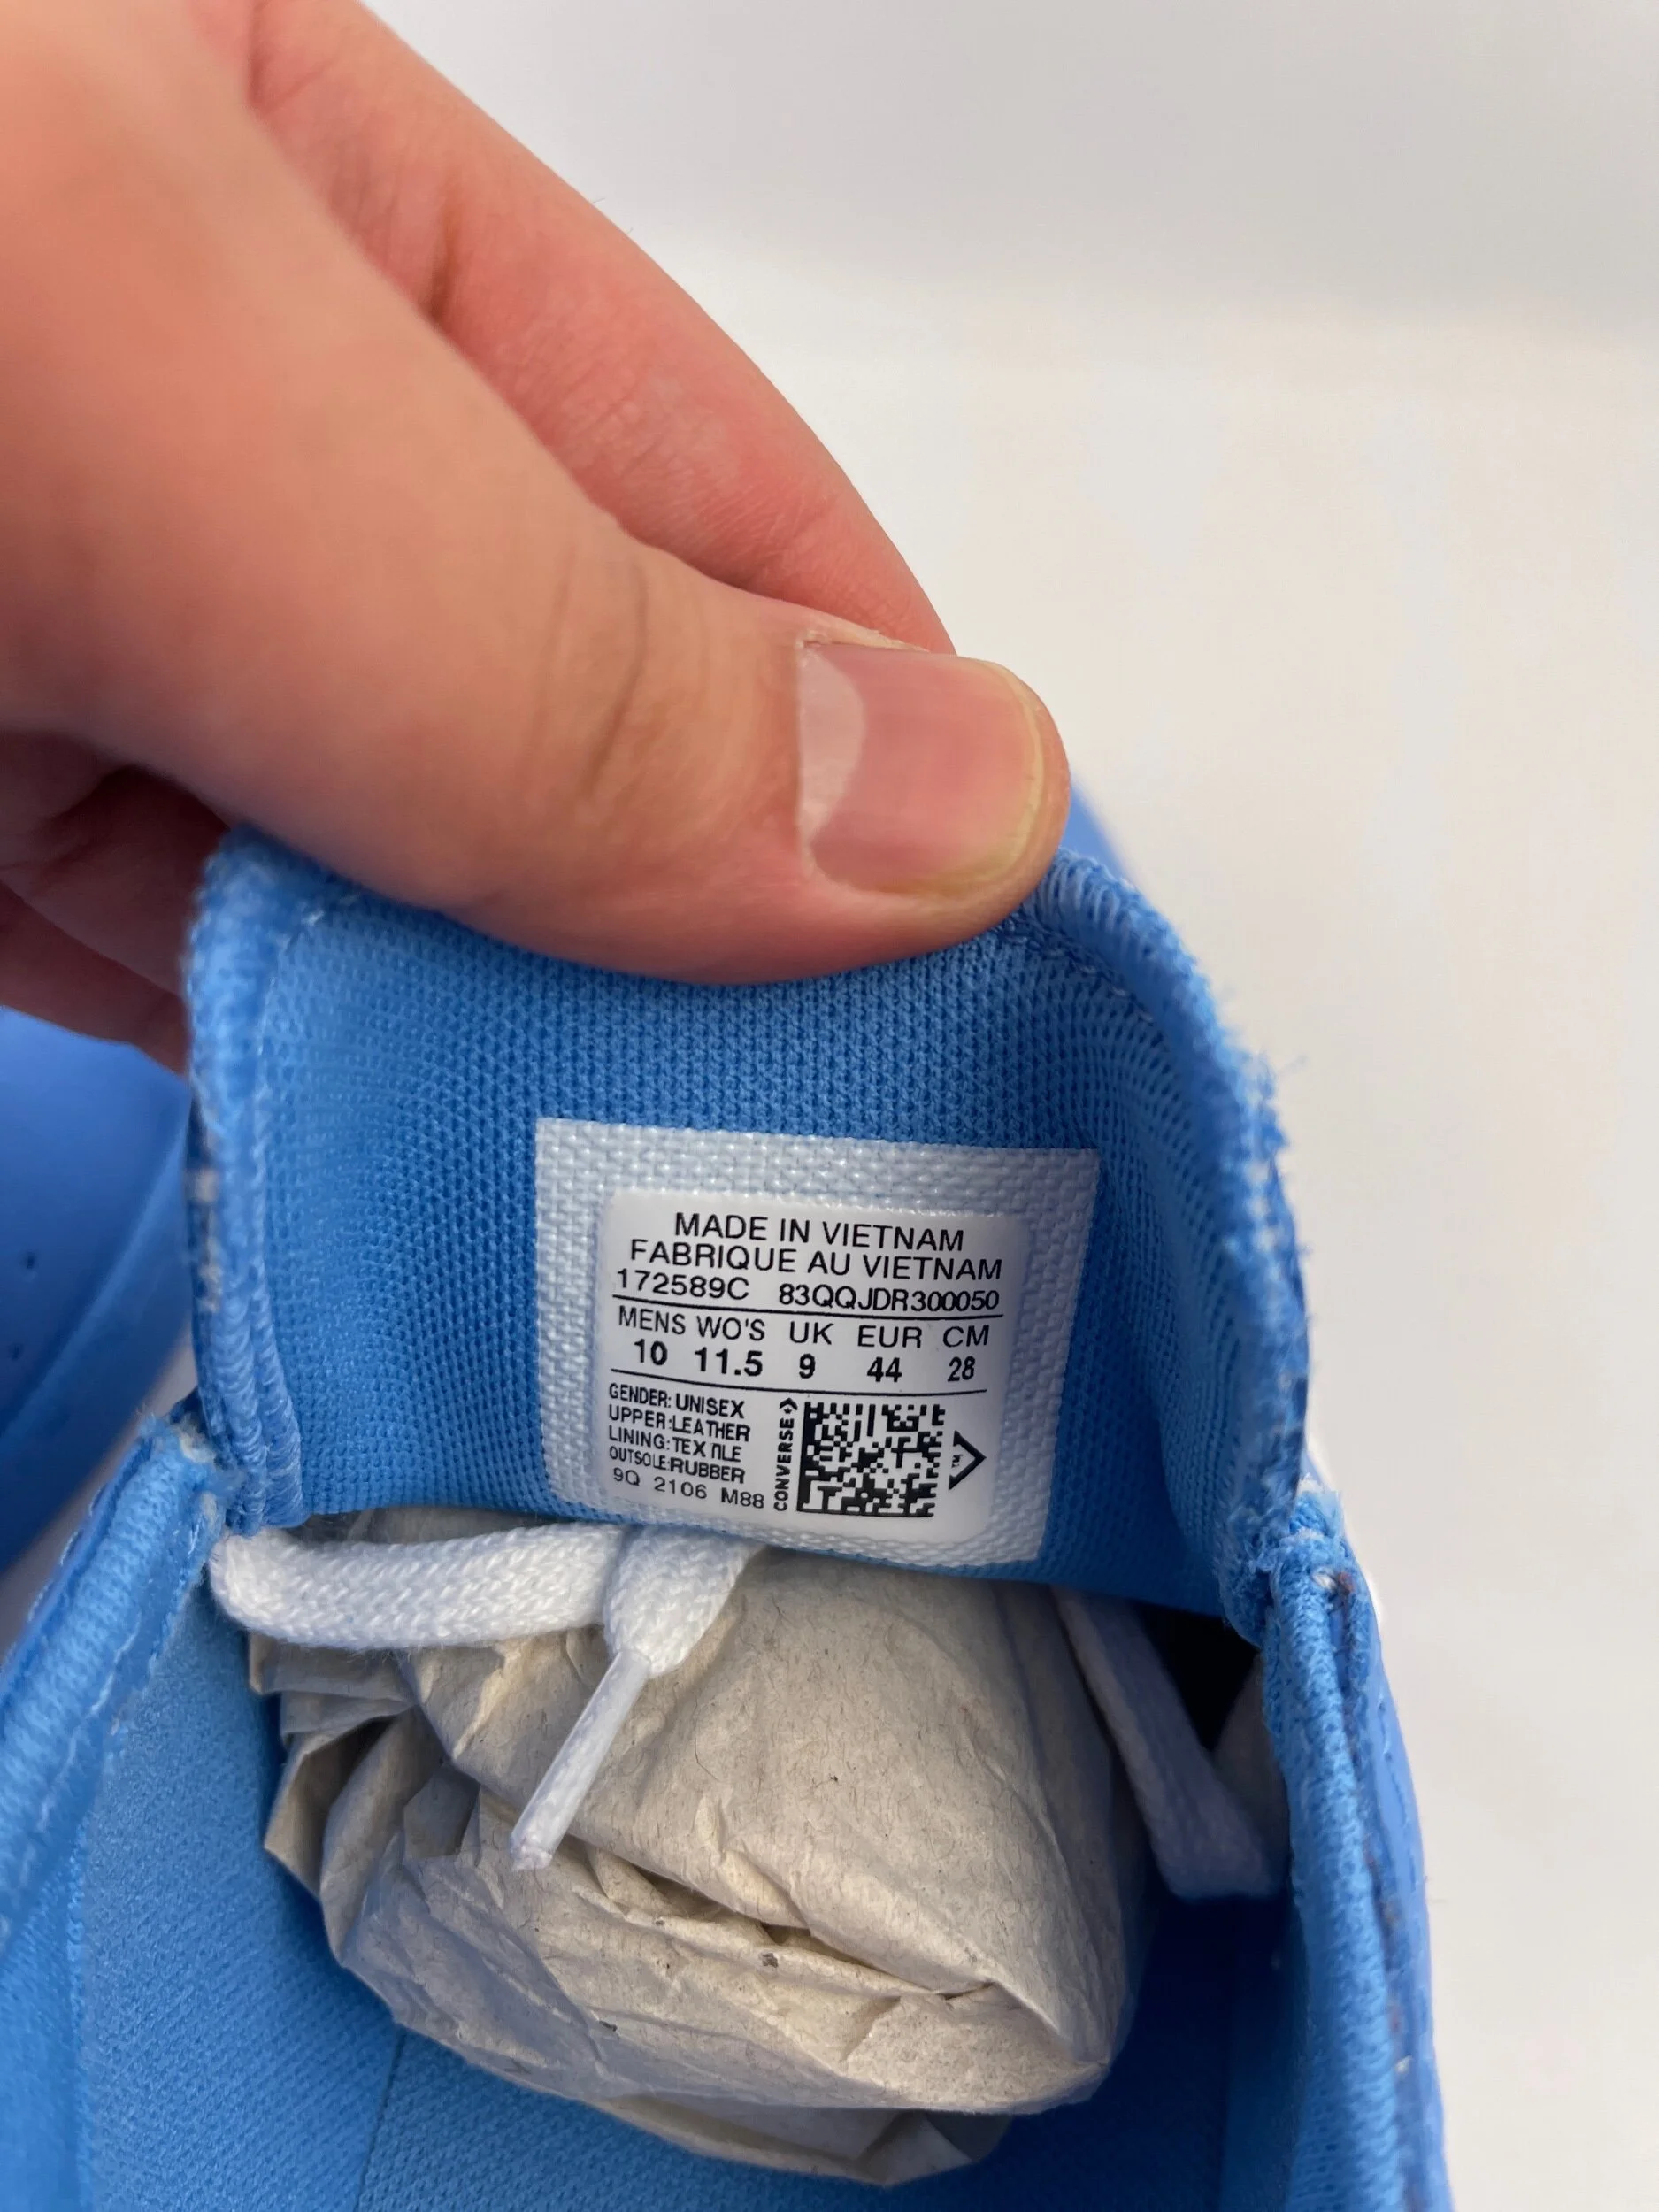 MADE IN VIETNAM
FABRIQUE AU VIETNAM
172589C 83QQJDR300050
MENS WO'S UK EUR CM
10 11.5 9 44 28
GENDER: UNISEX
UPPER:LEATHER
LINING:TEXTILE
OUTSOLE:RUBBER
9Q 2106 M88
CONVERSE
TM